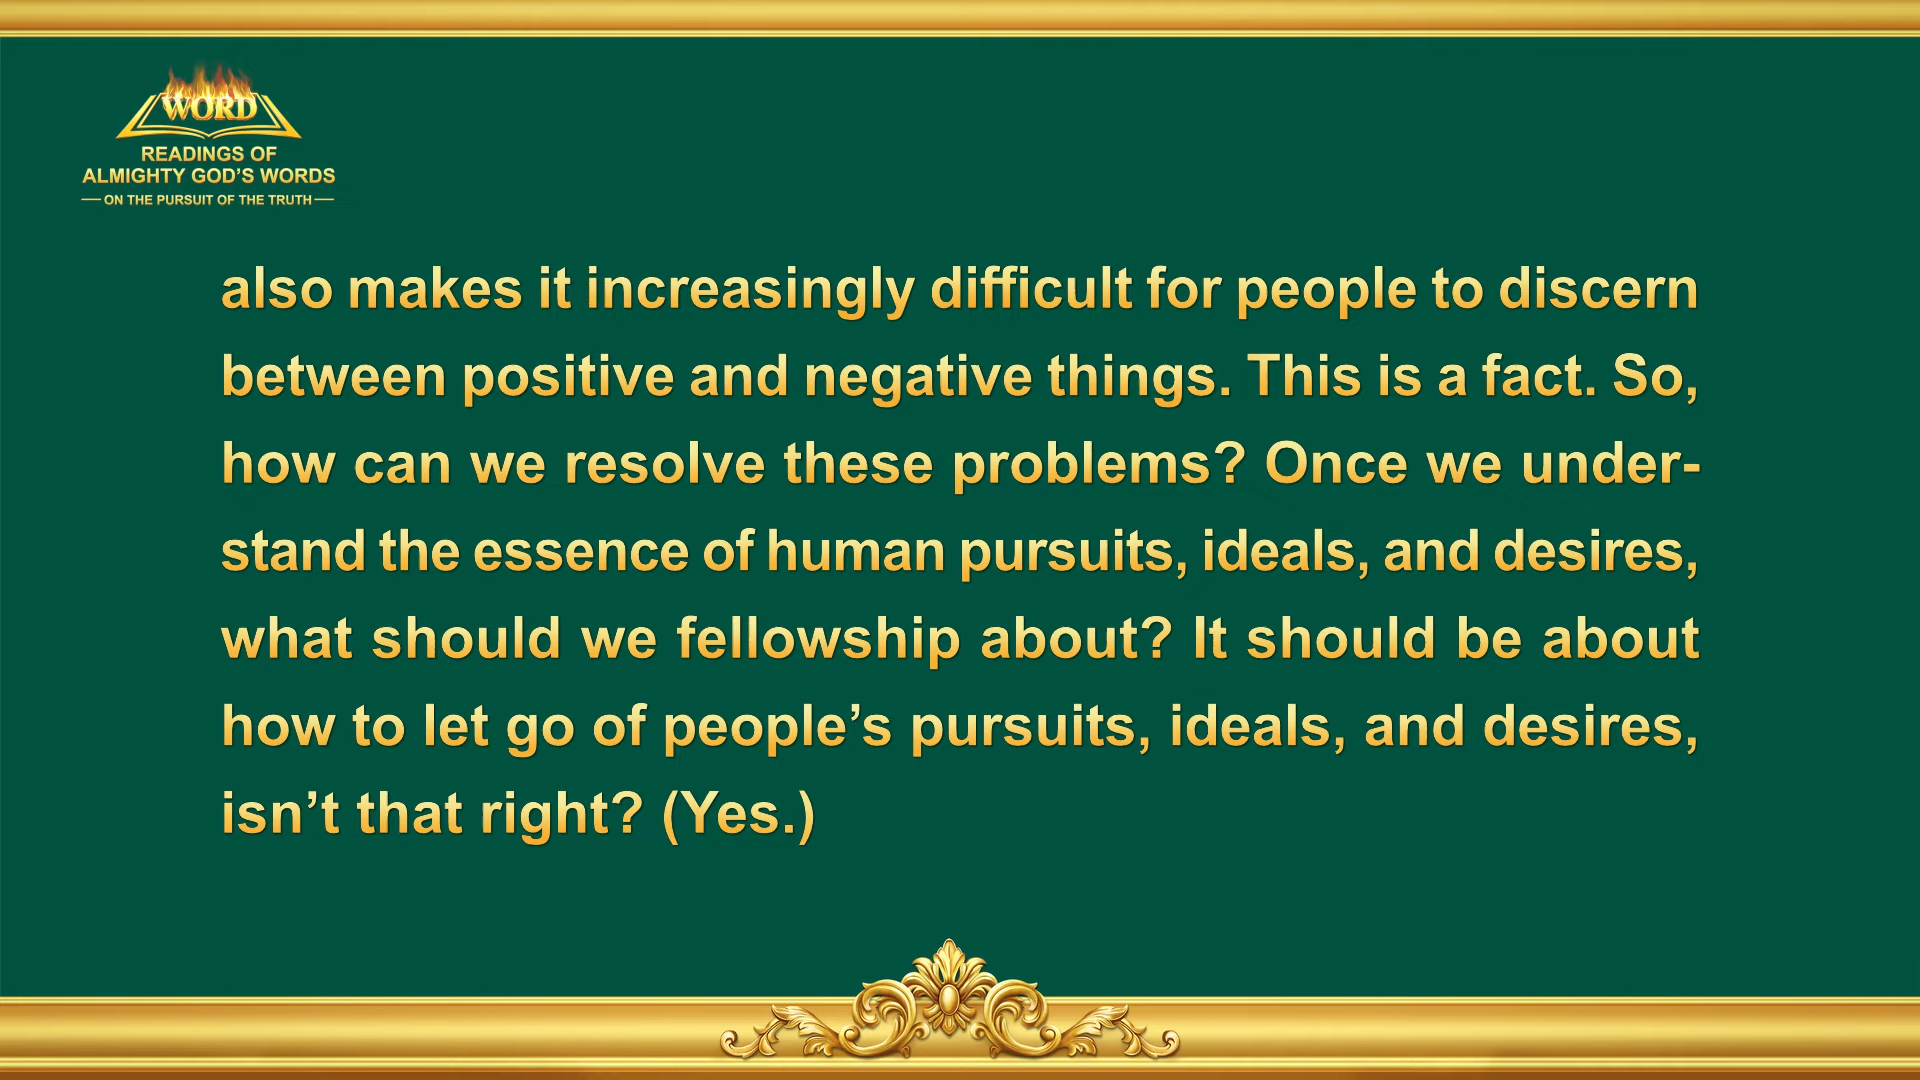 WORD
READINGS OF
ALMIGHTY GOD’S WORDS
— ON THE PURSUIT OF THE TRUTH —
also makes it increasingly difficult for people to discern
between positive and negative things. This is a fact. So,
how can we resolve these problems? Once we under-
stand the essence of human pursuits, ideals, and desires,
what should we fellowship about? It should be about
how to let go of people’s pursuits, ideals, and desires,
isn’t that right? (Yes.)